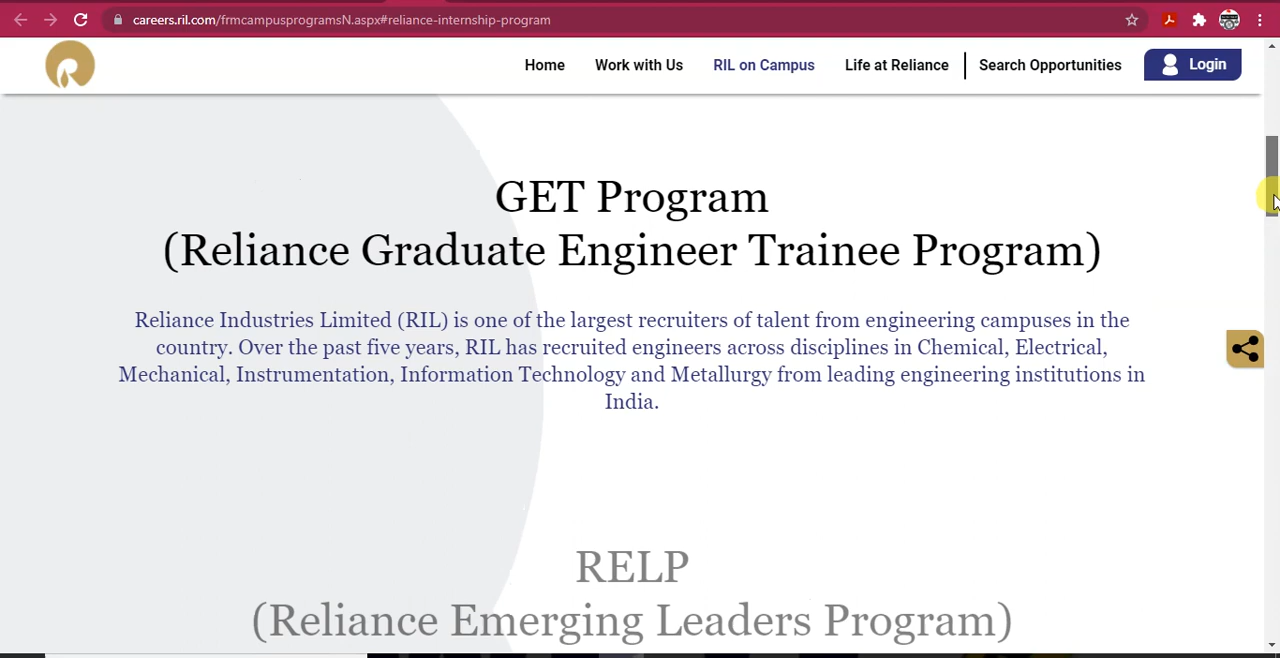 careers.ril.com/frmcampusprogramsN.aspx#reliance-internship-program
Home Work with Us RIL on Campus Life at Reliance Search Opportunities Login
GET Program
(Reliance Graduate Engineer Trainee Program)
Reliance Industries Limited (RIL) is one of the largest recruiters of talent from engineering campuses in the
country. Over the past five years, RIL has recruited engineers across disciplines in Chemical, Electrical,
Mechanical, Instrumentation, Information Technology and Metallurgy from leading engineering institutions in
India.
RELP
(Reliance Emerging Leaders Program)